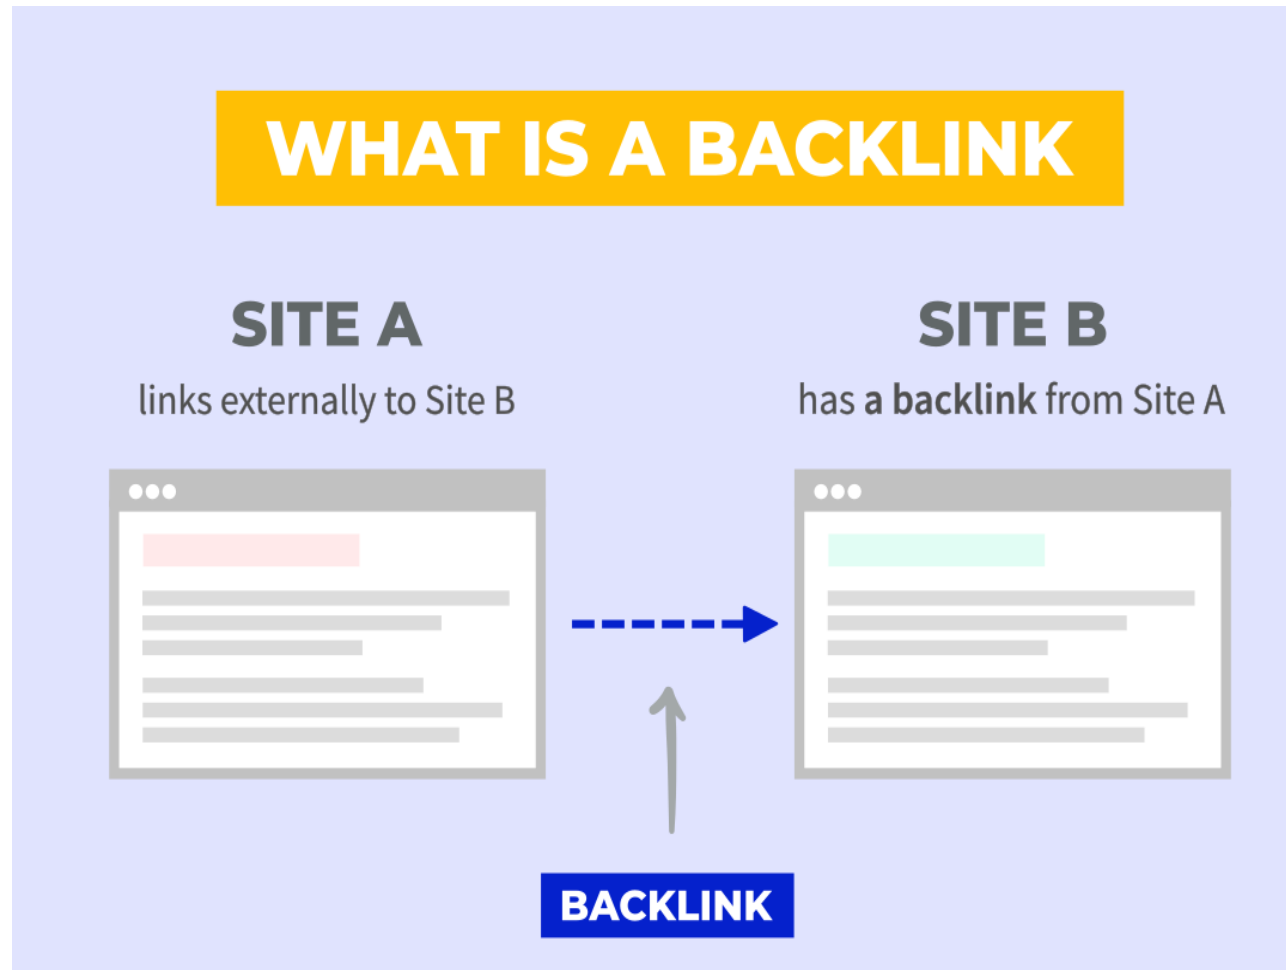 WHAT IS A BACKLINK
SITE A
links externally to Site B
SITE B
has a backlink from Site A
BACKLINK